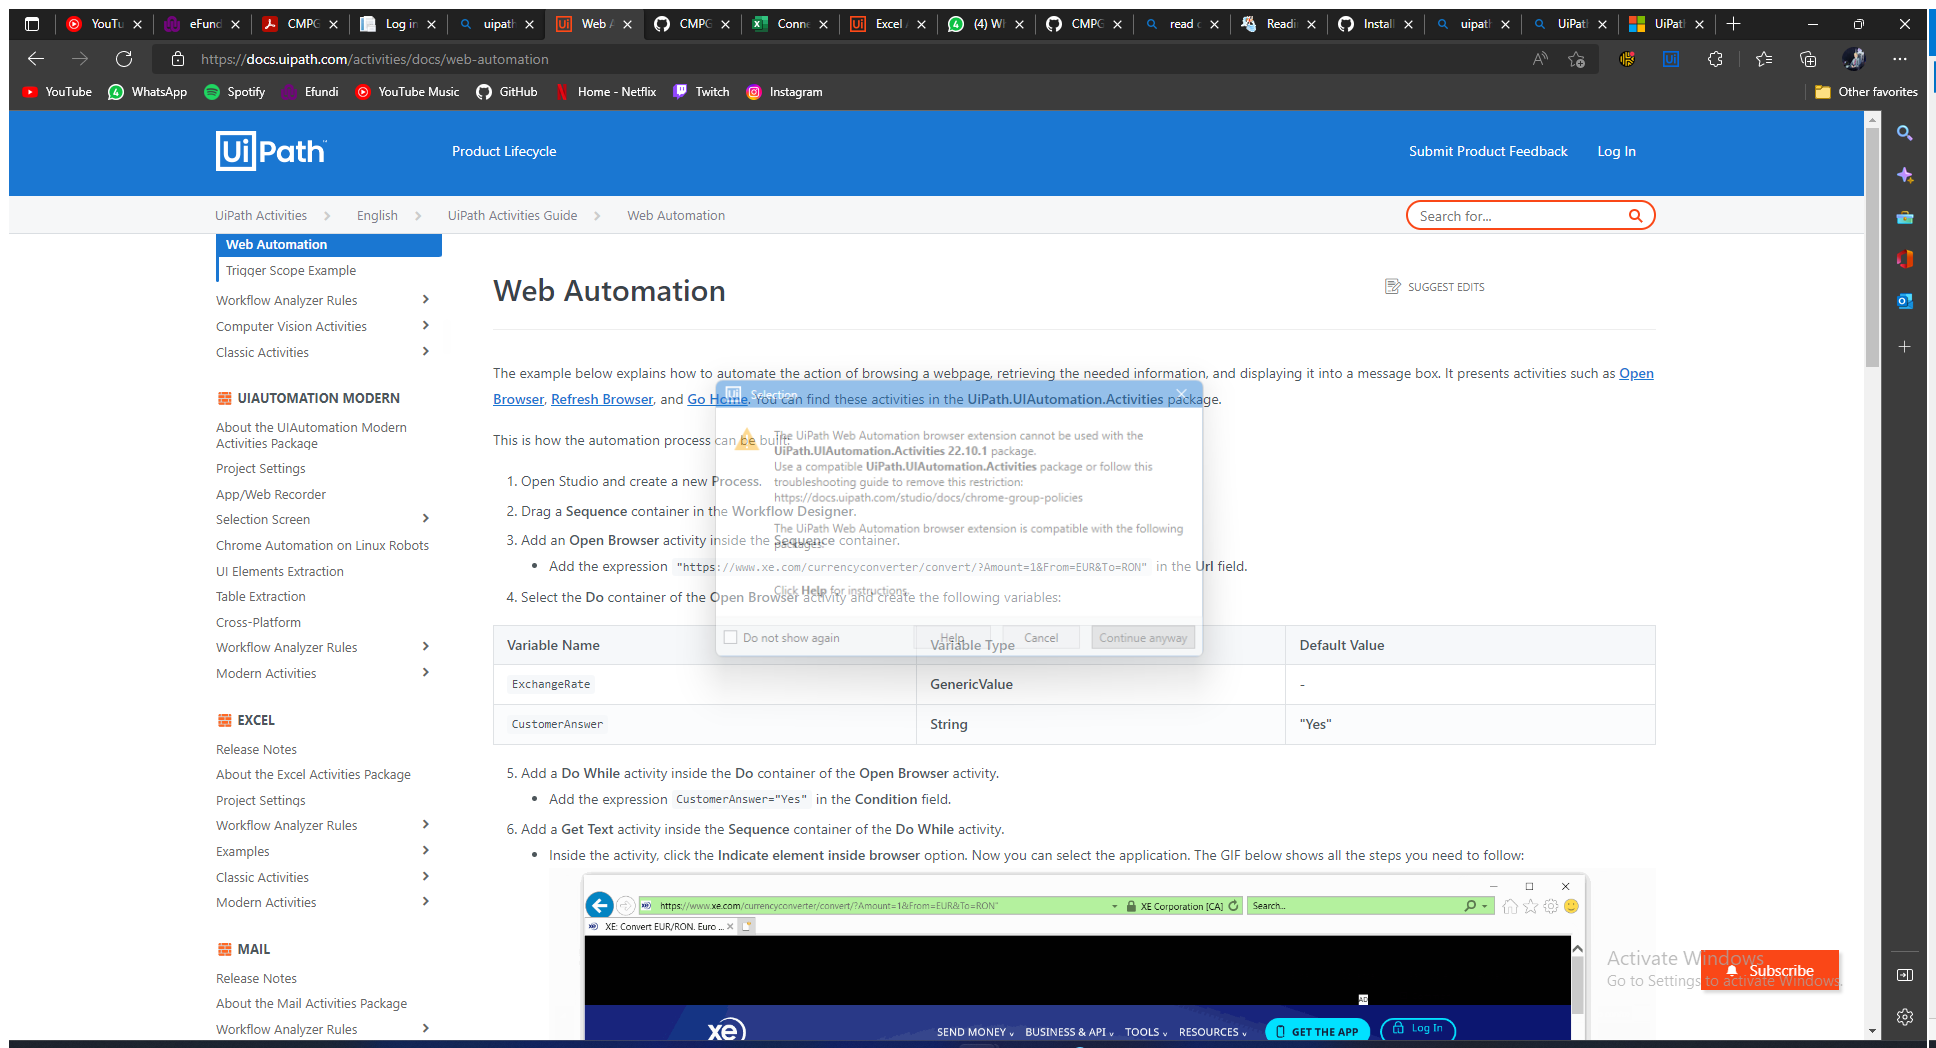 YouTu
eFund
CMPG
Log in
uipath
Web A
CMPG
Conne
Excel A
(4) Wh
CMPG
read c
Readin
Install
uipath
UiPath
UiPath
https://docs.uipath.com/activities/docs/web-automation
YouTube
WhatsApp
Spotify
Efundi
YouTube Music
GitHub
Home - Netflix
Twitch
Instagram
Other favorites
UiPath
Product Lifecycle
Submit Product Feedback
Log In
UiPath Activities
English
UiPath Activities Guide
Web Automation
Search for...
Web Automation
Trigger Scope Example
Workflow Analyzer Rules
Computer Vision Activities
Classic Activities
UIAUTOMATION MODERN
About the UIAutomation Modern
Activities Package
Project Settings
App/Web Recorder
Selection Screen
Chrome Automation on Linux Robots
UI Elements Extraction
Table Extraction
Cross-Platform
Workflow Analyzer Rules
Modern Activities
EXCEL
Release Notes
About the Excel Activities Package
Project Settings
Workflow Analyzer Rules
Examples
Classic Activities
Modern Activities
MAIL
Release Notes
About the Mail Activities Package
Workflow Analyzer Rules
Web Automation
SUGGEST EDITS
The example below explains how to automate the action of browsing a webpage, retrieving the needed information, and displaying it into a message box. It presents activities such as Open
Browser, Refresh Browser, and Go Home. You can find these activities in the UiPath.UIAutomation.Activities package.
This is how the automation process can be built:
1. Open Studio and create a new Process.
2. Drag a Sequence container in the Workflow Designer.
3. Add an Open Browser activity inside the Sequence container.
Add the expression "https://www.xe.com/currencyconverter/convert/?Amount=1&From=EUR&To=RON" in the Url field.
4. Select the Do container of the Open Browser activity and create the following variables:
Variable Name
Variable Type
Default Value
ExchangeRate
GenericValue
-
CustomerAnswer
String
"Yes"
5. Add a Do While activity inside the Do container of the Open Browser activity.
Add the expression CustomerAnswer="Yes" in the Condition field.
6. Add a Get Text activity inside the Sequence container of the Do While activity.
Inside the activity, click the Indicate element inside browser option. Now you can select the application. The GIF below shows all the steps you need to follow:
Selection
The UiPath Web Automation browser extension cannot be used with the
UiPath.UIAutomation.Activities 22.10.1 package.
Use a compatible UiPath.UIAutomation.Activities package or follow this
troubleshooting guide to remove this restriction:
https://docs.uipath.com/studio/docs/chrome-group-policies
The UiPath Web Automation browser extension is compatible with the following
packages:
Click Help for instructions.
Do not show again
Help
Cancel
Continue anyway
https://www.xe.com/currencyconverter/convert/?Amount=1&From=EUR&To=RON"
XE Corporation [CA]
Search...
XE: Convert EUR/RON. Euro ...
AD
xe
SEND MONEY
BUSINESS & API
TOOLS
RESOURCES
GET THE APP
Log In
Activate Windows
Go to Settings to activate Windows.
Subscribe